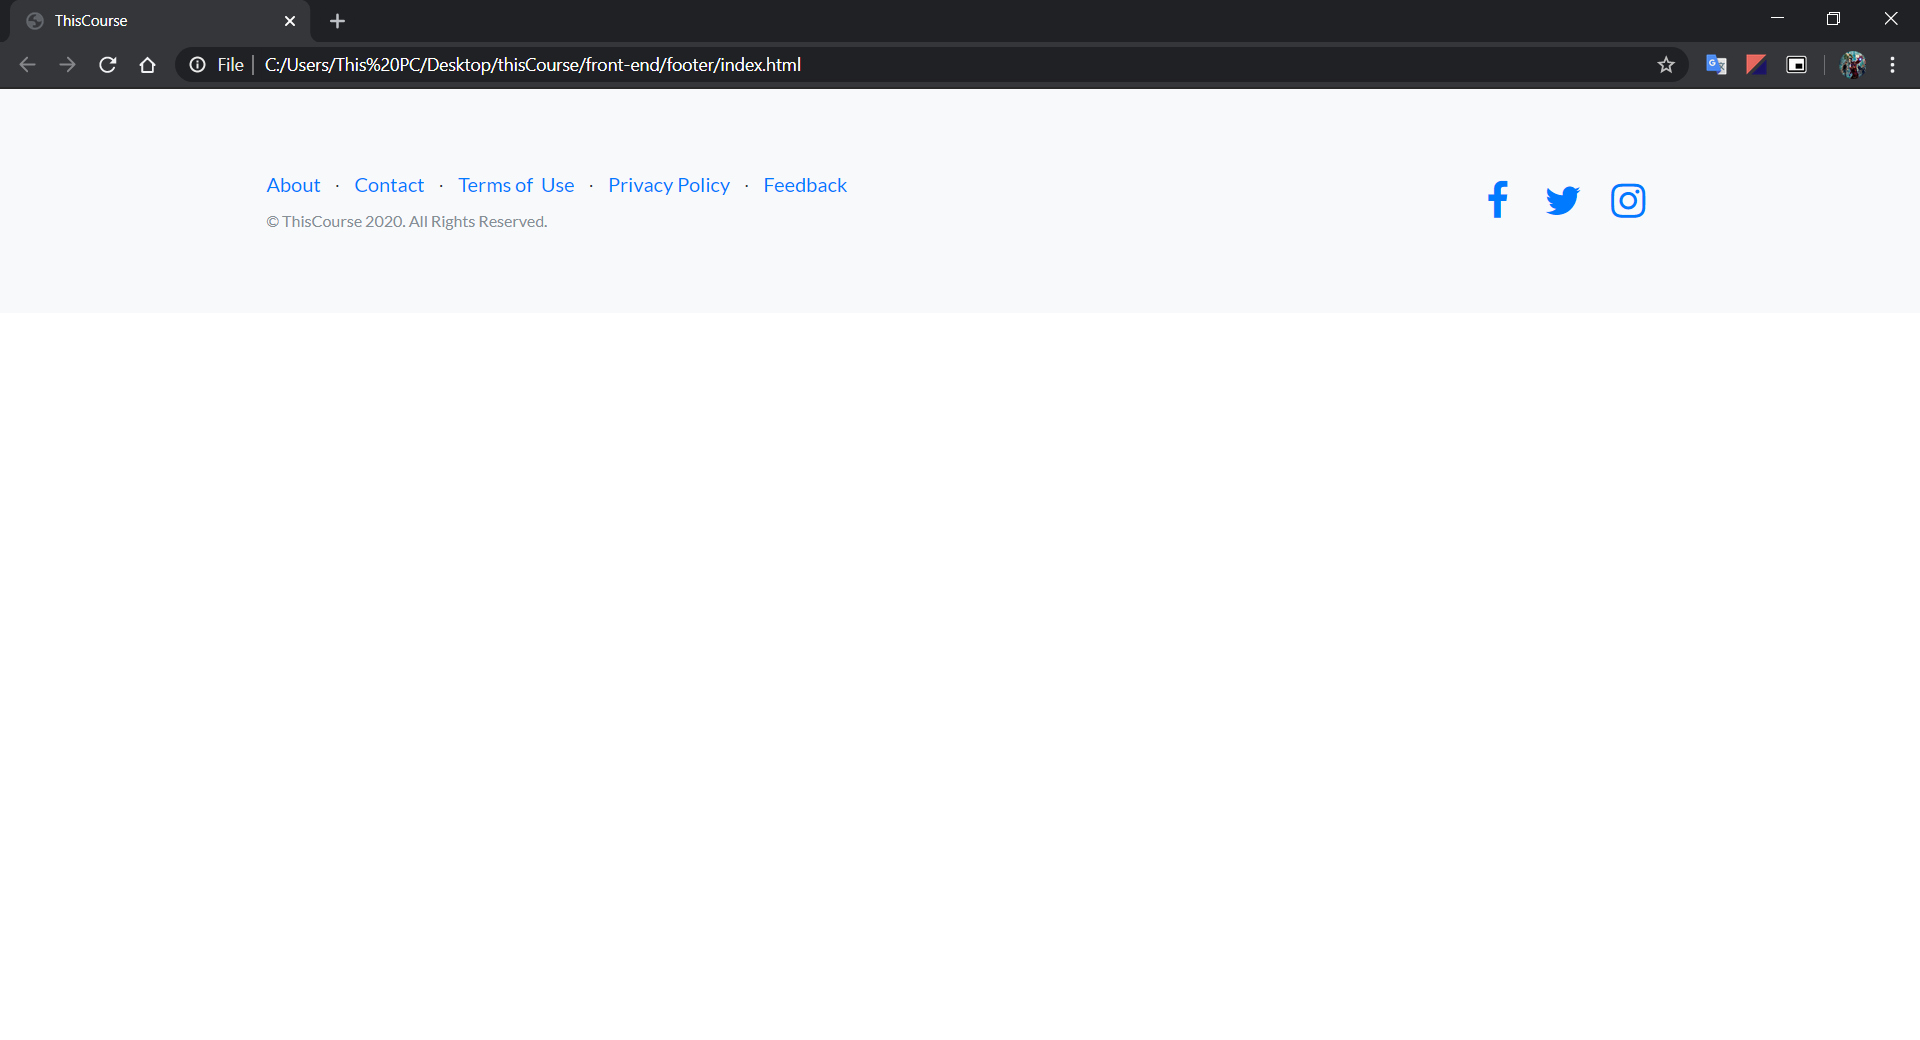 ThisCourse
File C:/Users/This%20PC/Desktop/thisCourse/front-end/footer/index.html
About · Contact · Terms of Use · Privacy Policy · Feedback
© ThisCourse 2020. All Rights Reserved.